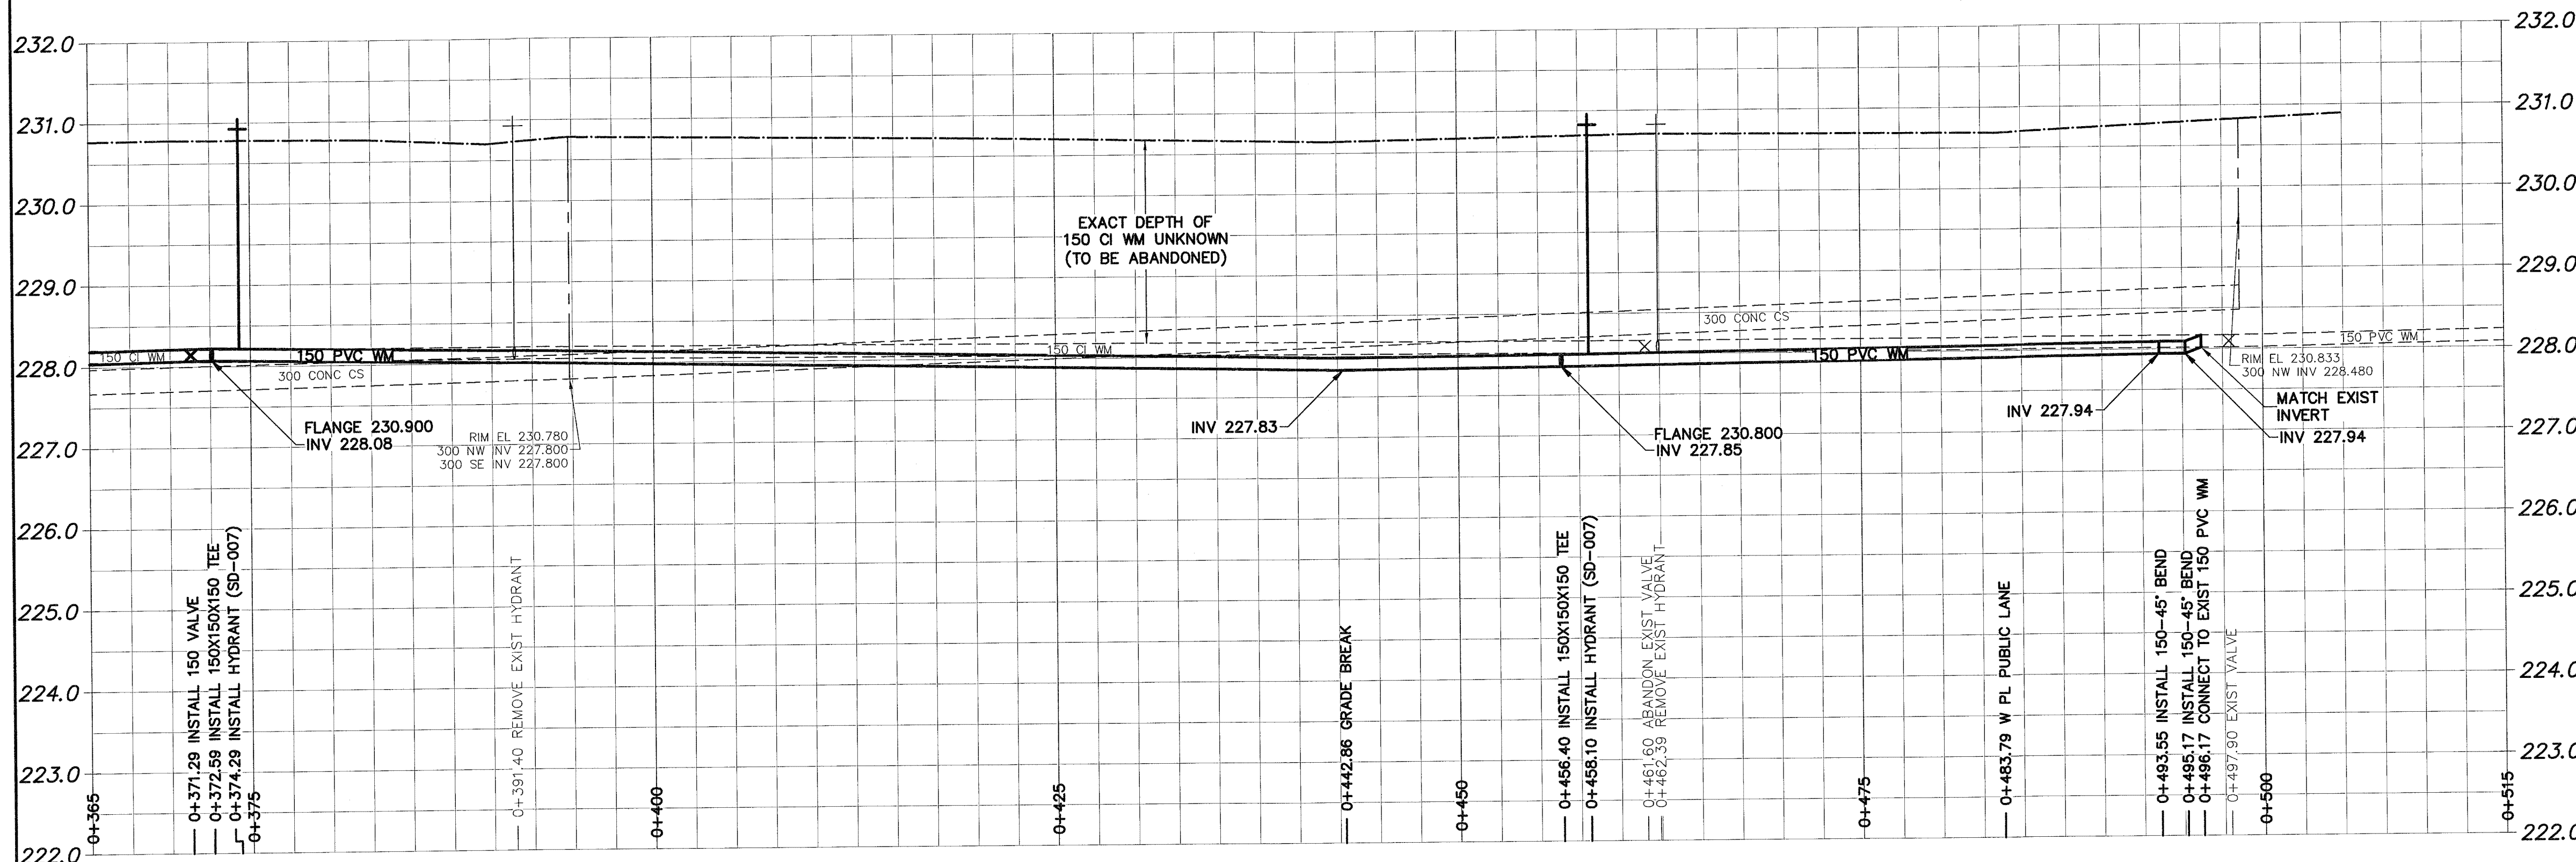 232.0
231.0
230.0
229.0
228.0
227.0
226.0
225.0
224.0
223.0
222.0
232.0
231.0
230.0
229.0
228.0
227.0
226.0
225.0
224.0
223.0
222.0
EXACT DEPTH OF
150 CI WM UNKNOWN
(TO BE ABANDONED)
150 CI WM
150 PVC WM
300 CONC CS
150 CI WM
300 CONC CS
150 PVC WM
150 PVC WM
FLANGE 230.900
INV 228.08
RIM EL 230.780
300 NW INV 227.800
300 SE INV 227.800
INV 227.83
FLANGE 230.800
INV 227.85
INV 227.94
RIM EL 230.833
300 NW INV 228.480
MATCH EXIST
INVERT
INV 227.94
0+365
0+371.29 INSTALL 150 VALVE
0+372.59 INSTALL 150X150X150 TEE
0+374.29 INSTALL HYDRANT (SD-007)
0+375
0+391.40 REMOVE EXIST HYDRANT
0+400
0+425
0+442.86 GRADE BREAK
0+450
0+456.40 INSTALL 150X150X150 TEE
0+458.10 INSTALL HYDRANT (SD-007)
0+461.60 ABANDON EXIST VALVE
0+462.39 REMOVE EXIST HYDRANT
0+475
0+483.79 W PL PUBLIC LANE
0+493.55 INSTALL 150-45° BEND
0+495.17 INSTALL 150-45° BEND
0+496.17 CONNECT TO EXIST 150 PVC WM
0+497.90 EXIST VALVE
0+500
0+515